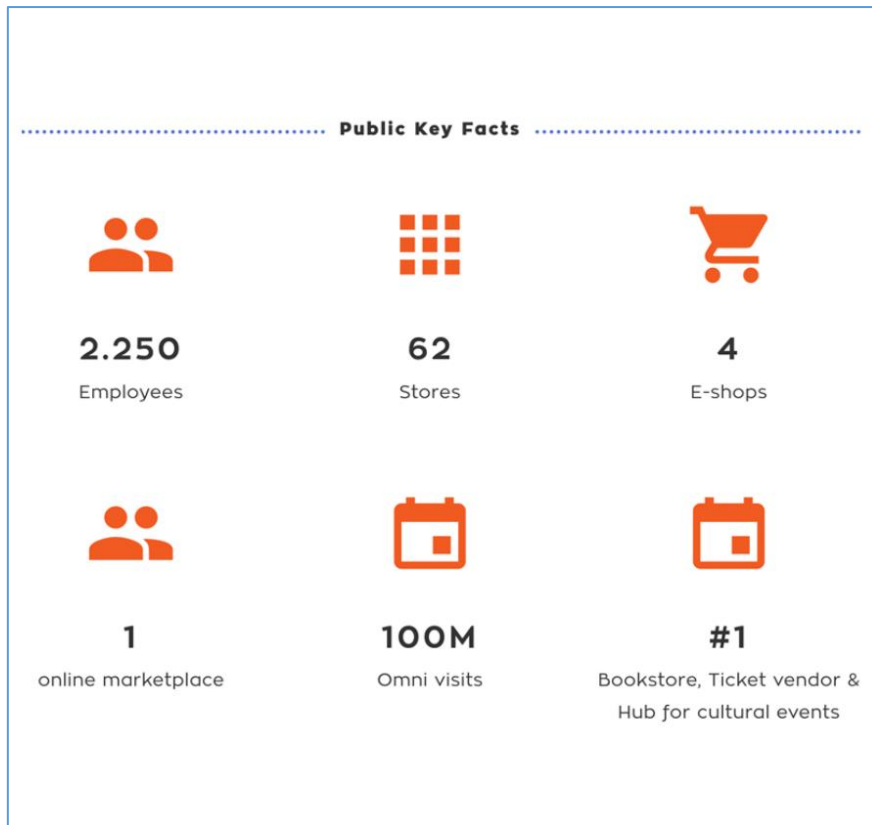 Public Key Facts
2.250
Employees
62
Stores
4
E-shops
1
online marketplace
100M
Omni visits
#1
Bookstore, Ticket vendor &
Hub for cultural events